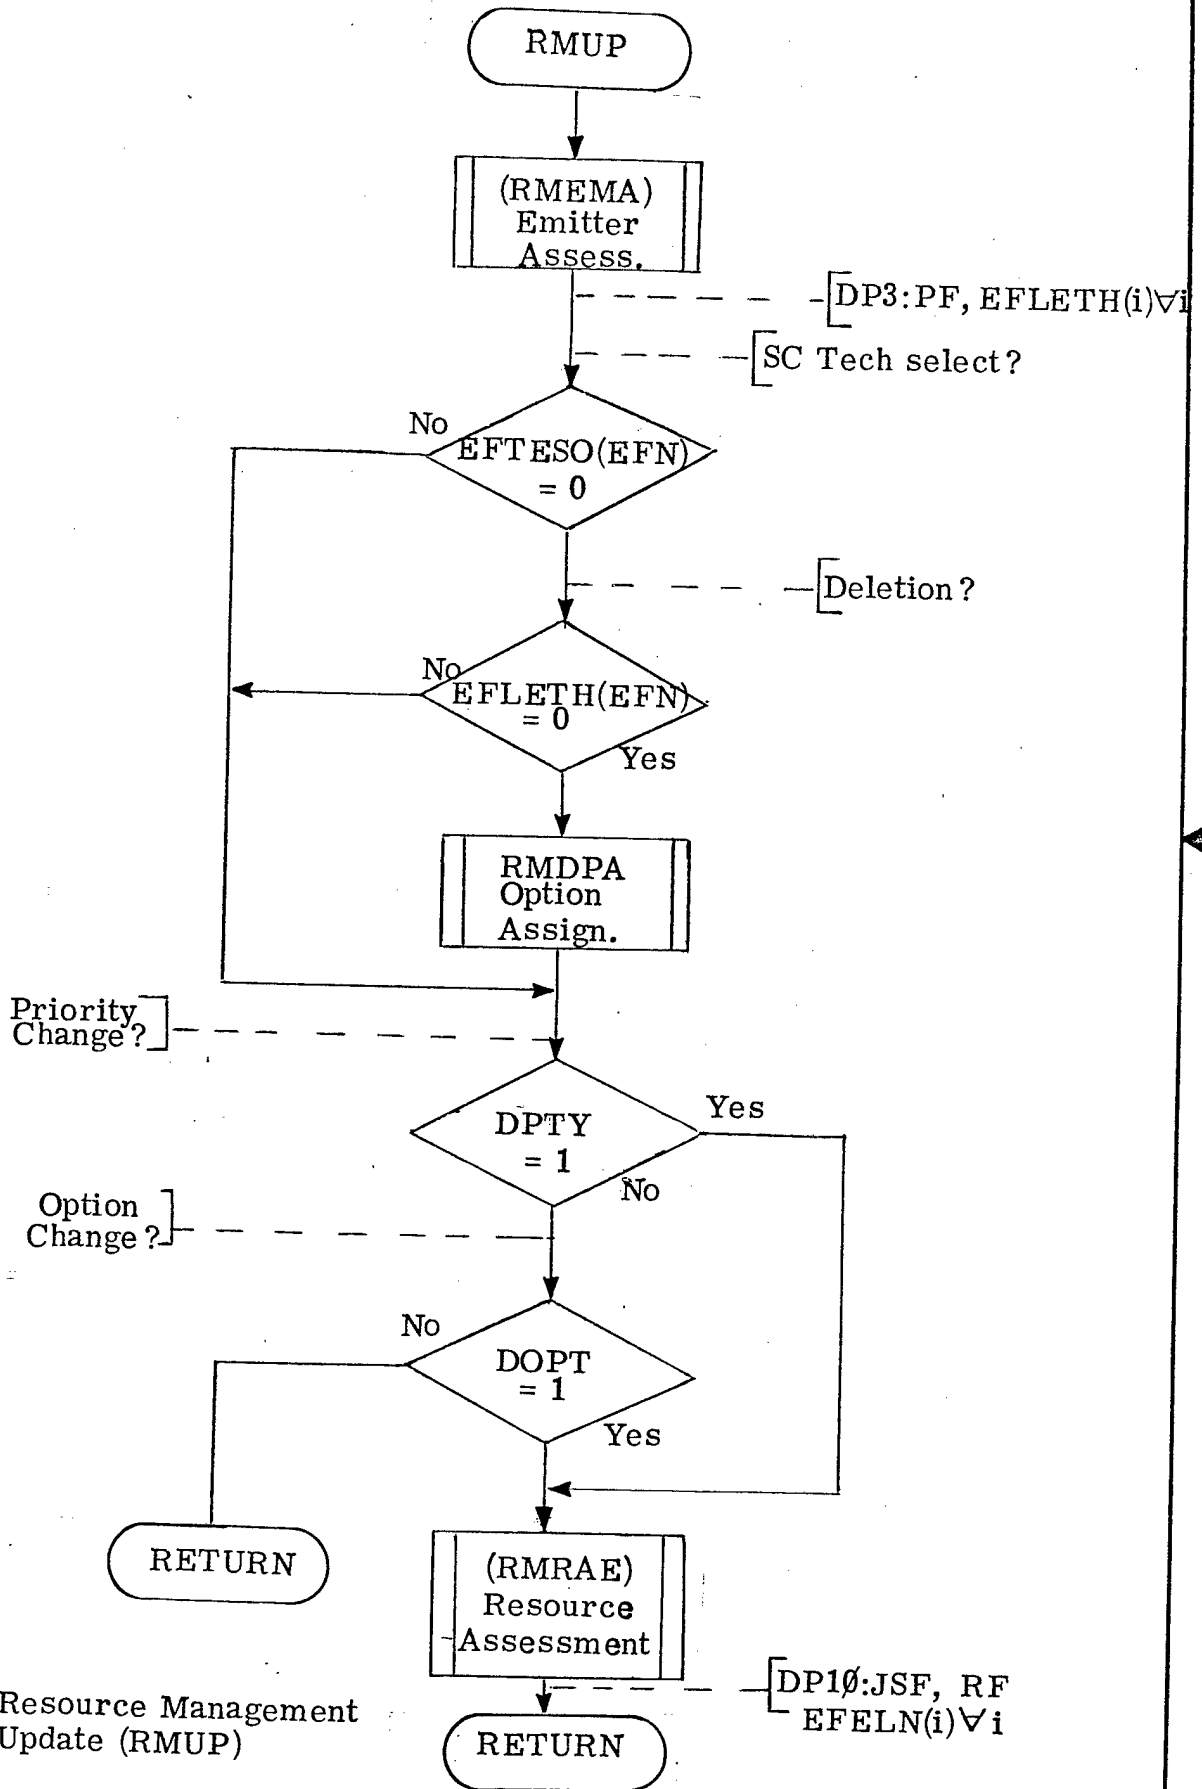 RMUP
(RMEMA)
Emitter
Assess.
DP3:PF, EFLETH(i)∀i
SC Tech select?
No
EFTESO(EFN)
= 0
Deletion?
No
EFLETH(EFN)
= 0
Yes
RMDPA
Option
Assign.
Priority
Change?
DPTY
= 1
Yes
No
Option
Change?
No
DOPT
= 1
Yes
RETURN
(RMRAE)
Resource
Assessment
DP1Ø:JSF, RF
EFELN(i)∀i
Resource Management
Update (RMUP)
RETURN